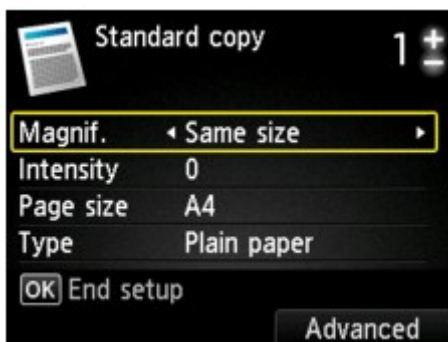 Standard copy 1 +
−
Magnif. Same size
Intensity 0
Page size A4
Type Plain paper
OK End setup
Advanced